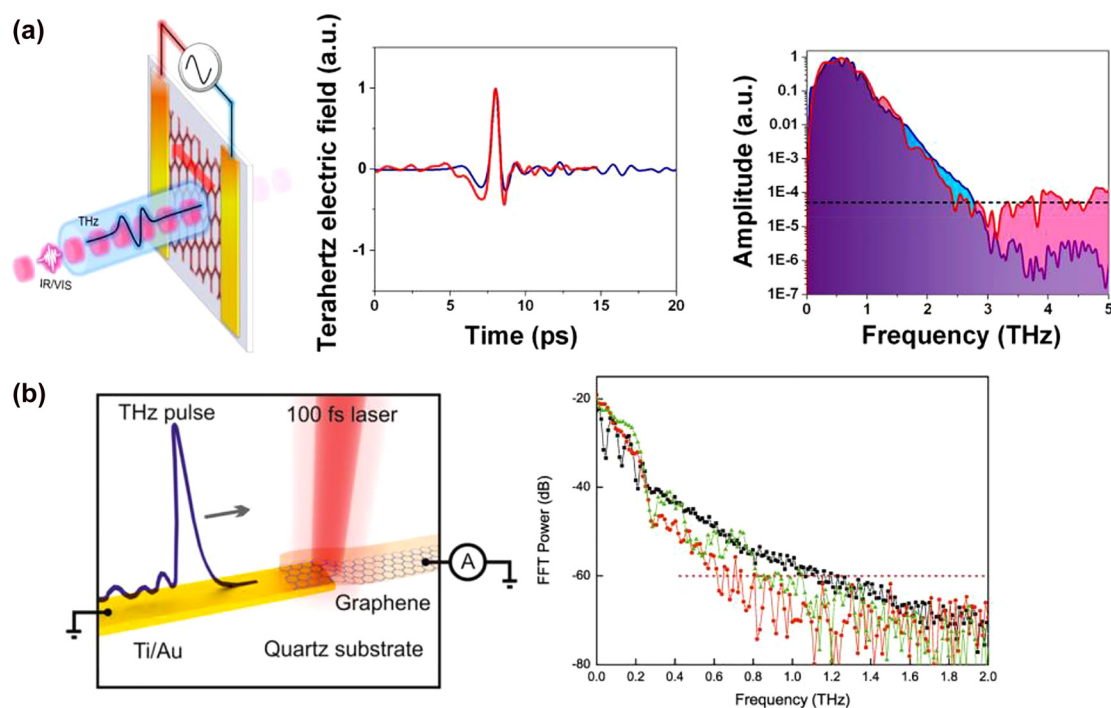 (a)
THz
IR/VIS
Terahertz electric field (a.u.)
1
0
-1
0 5 10 15 20
Time (ps)
Amplitude (a.u.)
1
0.1
0.01
1E-3
1E-4
1E-5
1E-6
1E-7
0 1 2 3 4 5
Frequency (THz)
(b)
THz pulse
100 fs laser
A
Graphene
Ti/Au
Quartz substrate
FFT Power (dB)
-20
-40
-60
-80
0.0 0.2 0.4 0.6 0.8 1.0 1.2 1.4 1.6 1.8 2.0
Frequency (THz)